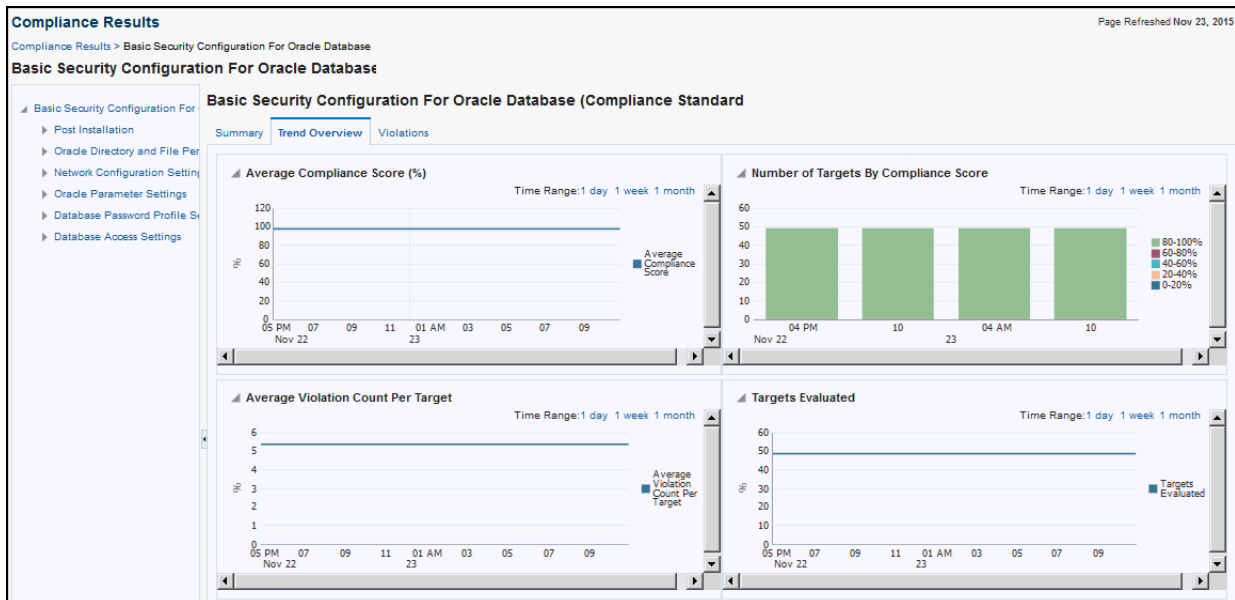 Compliance Results
Page Refreshed Nov 23, 2015
Compliance Results > Basic Security Configuration For Oracle Database
Basic Security Configuration For Oracle Database
Basic Security Configuration For
Post Installation
Oracle Directory and File Per
Network Configuration Setting
Oracle Parameter Settings
Database Password Profile Se
Database Access Settings
Basic Security Configuration For Oracle Database (Compliance Standard
Summary Trend Overview Violations
Average Compliance Score (%)
Time Range:1 day 1 week 1 month
120
100
80
60
40
20
0
%
05 PM 07 09 11 01 AM 03 05 07 09
Nov 22 23
Average
Compliance
Score
Number of Targets By Compliance Score
Time Range:1 day 1 week 1 month
60
50
40
30
20
10
0
04 PM 10 04 AM 10
Nov 22 23
80-100%
60-80%
40-60%
20-40%
0-20%
Average Violation Count Per Target
Time Range:1 day 1 week 1 month
6
5
4
3
2
1
0
%
05 PM 07 09 11 01 AM 03 05 07 09
Nov 22 23
Average
Violation
Count Per
Target
Targets Evaluated
Time Range:1 day 1 week 1 month
60
50
40
30
20
10
0
%
05 PM 07 09 11 01 AM 03 05 07 09
Nov 22 23
Targets
Evaluated